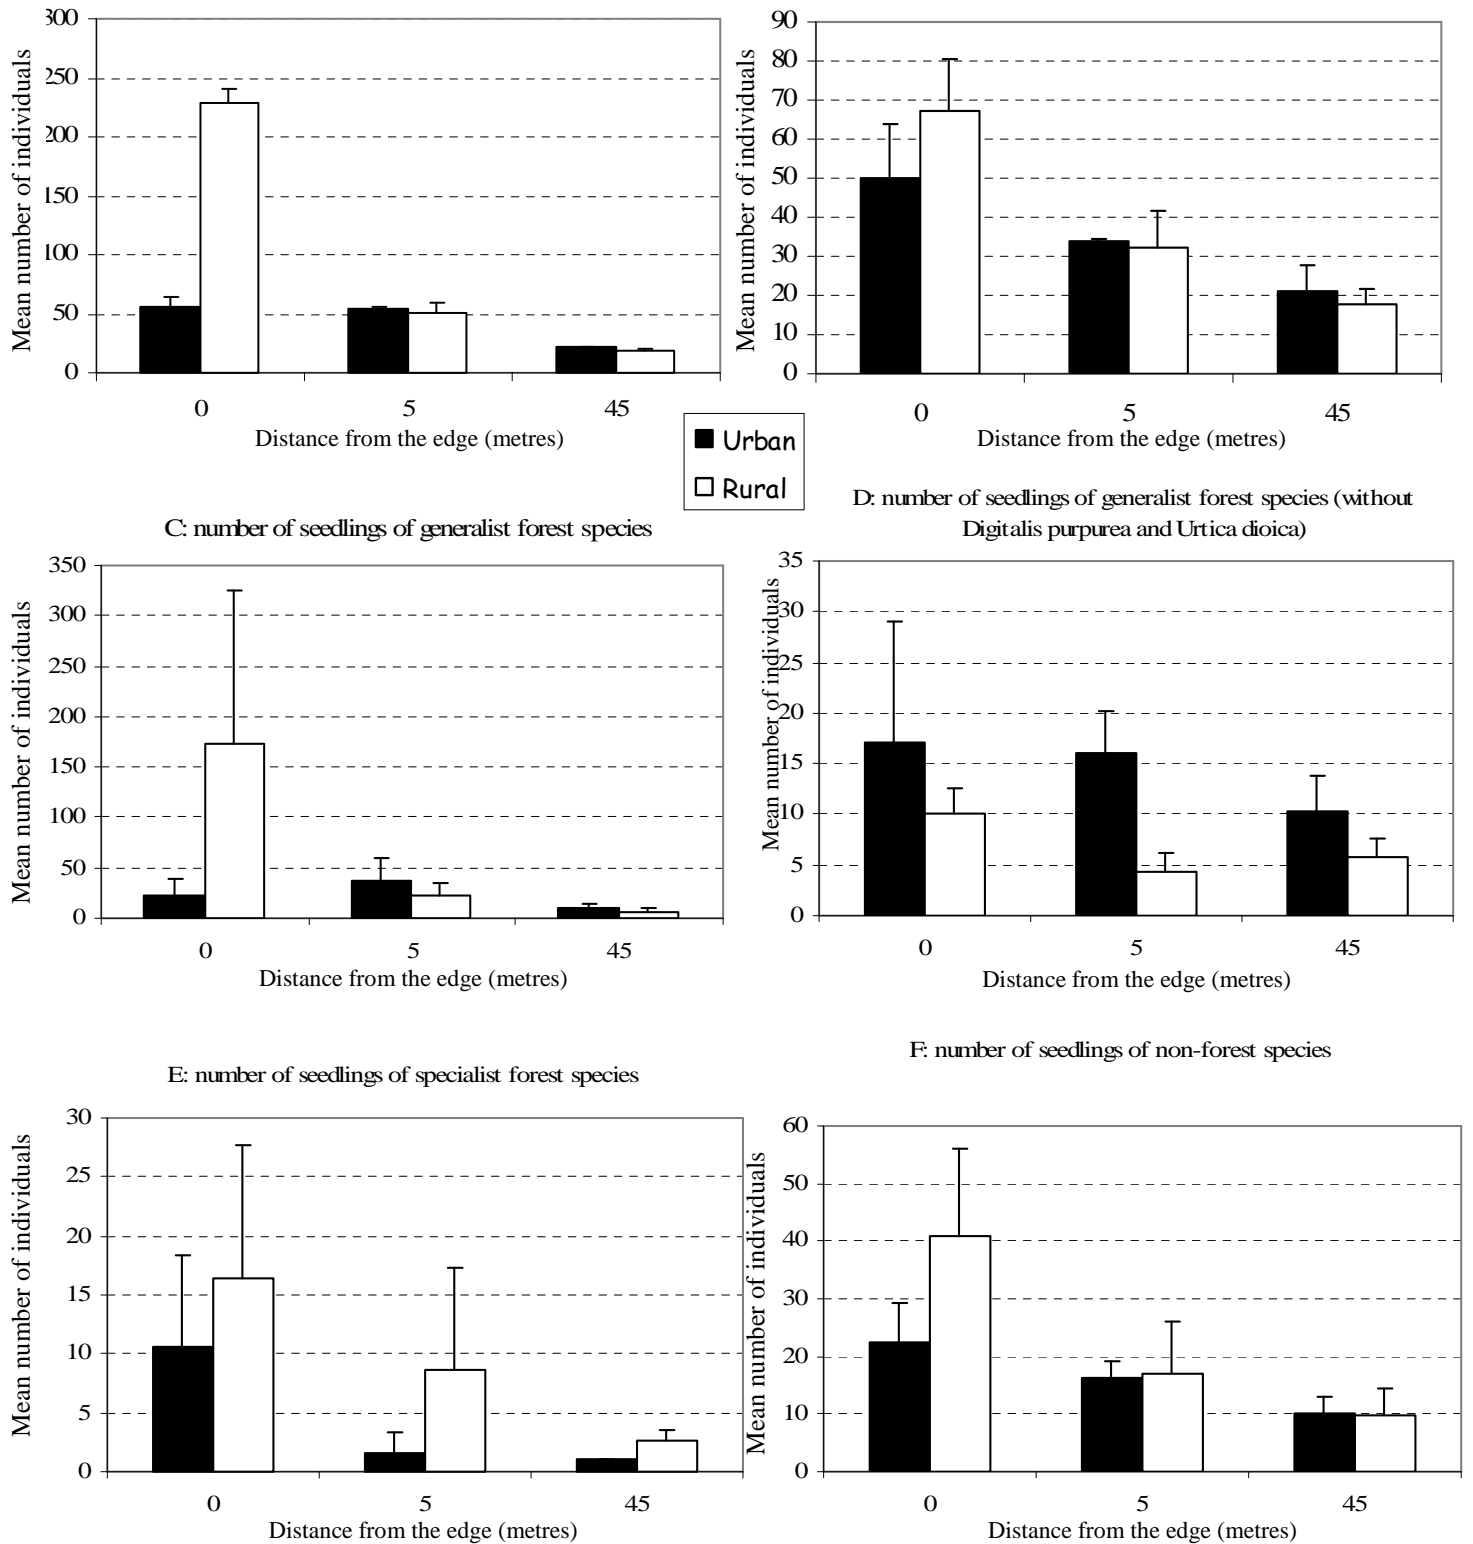 300
250
200
150
100
50
0
Mean number of individuals
0 5 45
Distance from the edge (metres)
90
80
70
60
50
40
30
20
10
0
Mean number of individuals
0 5 45
Distance from the edge (metres)
Urban
Rural
C: number of seedlings of generalist forest species
350
300
250
200
150
100
50
0
Mean number of individuals
0 5 45
Distance from the edge (metres)
D: number of seedlings of generalist forest species (without
Digitalis purpurea and Urtica dioica)
35
30
25
20
15
10
5
0
Mean number of individuals
0 5 45
Distance from the edge (metres)
E: number of seedlings of specialist forest species
30
25
20
15
10
5
0
Mean number of individuals
0 5 45
Distance from the edge (metres)
F: number of seedlings of non-forest species
60
50
40
30
20
10
0
Mean number of individuals
0 5 45
Distance from the edge (metres)